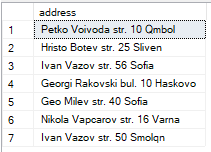 address
1 Petko Voivoda str. 10 Qmbol
2 Hristo Botev str. 25 Sliven
3 Ivan Vazov str. 56 Sofia
4 Georgi Rakovski bul. 10 Haskovo
5 Geo Milev str. 40 Sofia
6 Nikola Vapcarov str. 16 Varna
7 Ivan Vazov str. 50 Smolqn